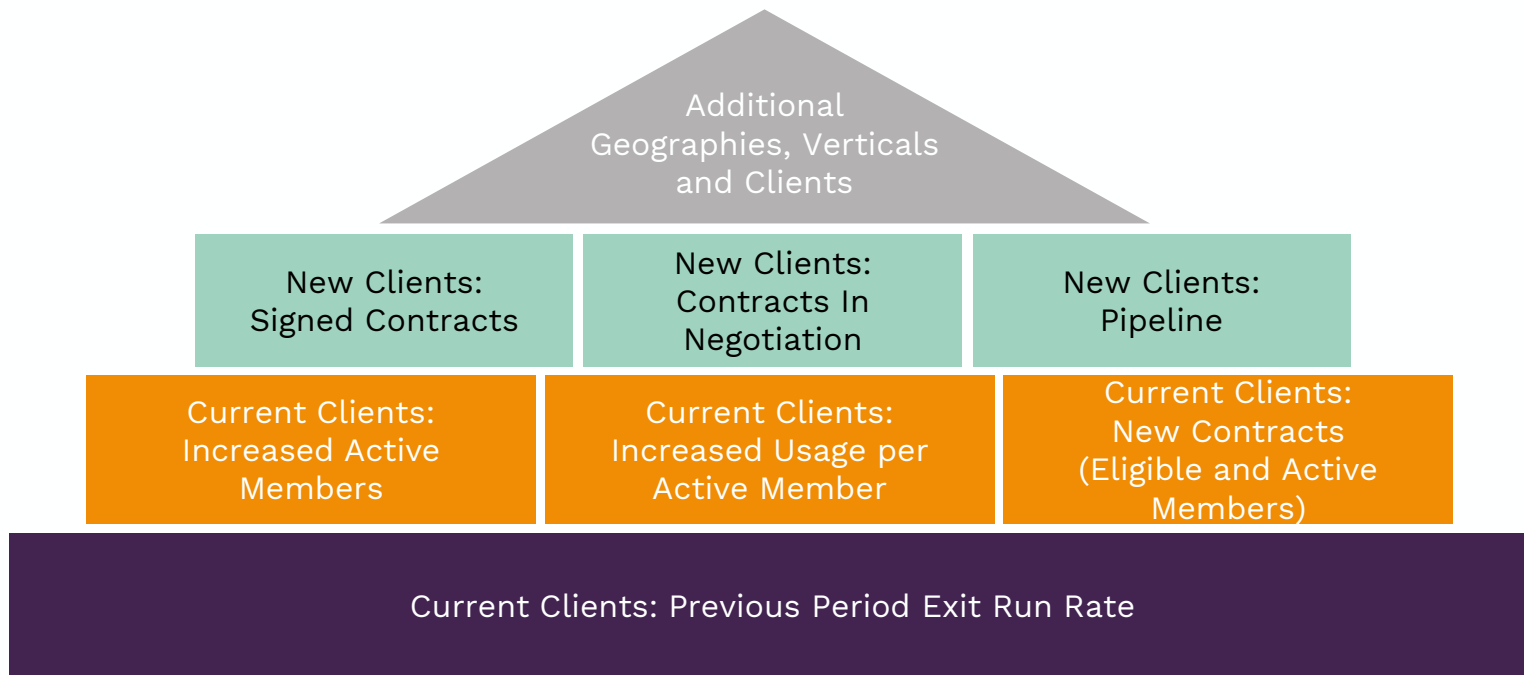 Additional
Geographies, Verticals
and Clients
New Clients:
Signed Contracts
New Clients:
Contracts In
Negotiation
New Clients:
Pipeline
Current Clients:
Increased Active
Members
Current Clients:
Increased Usage per
Active Member
Current Clients:
New Contracts
(Eligible and Active
Members)
Current Clients: Previous Period Exit Run Rate